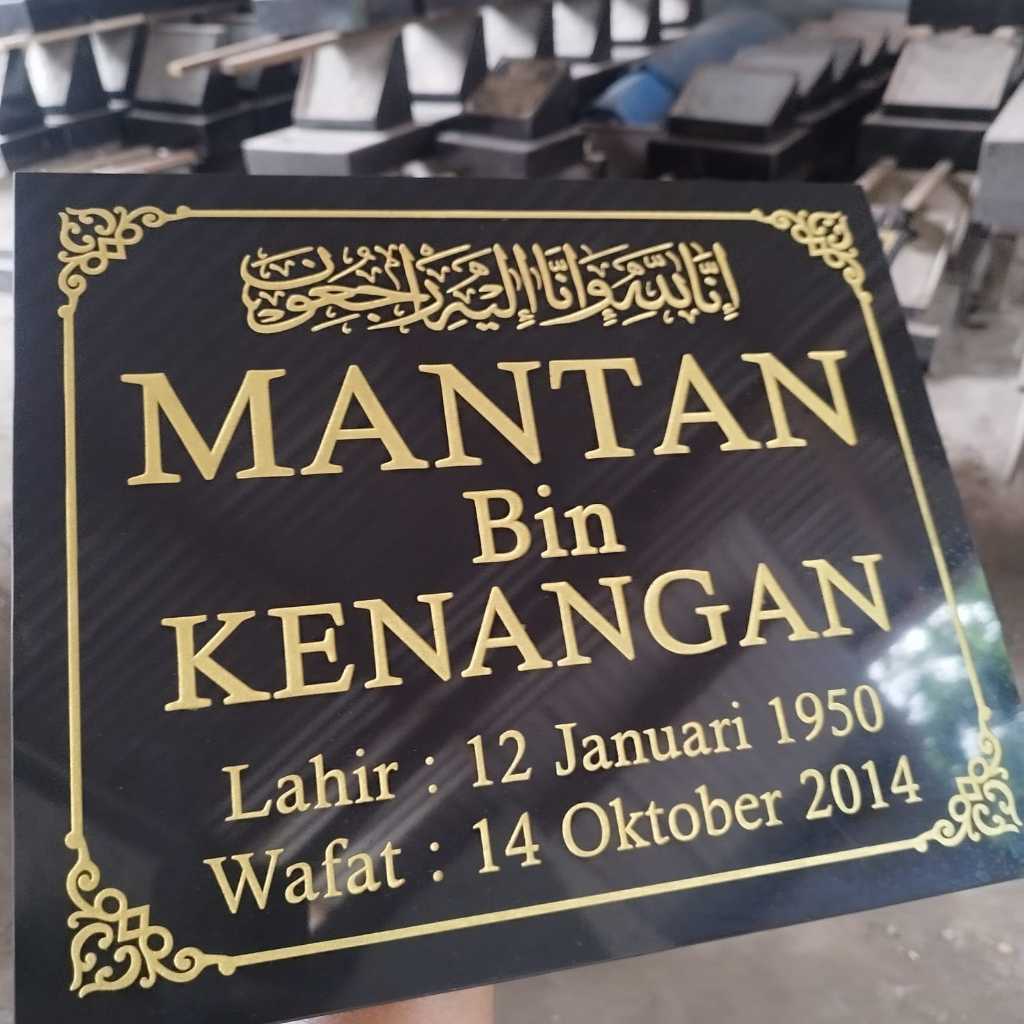 إنا لله وإنا إليه راجعون
MANTAN
Bin
KENANGAN
Lahir : 12 Januari 1950
Wafat : 14 Oktober 2014